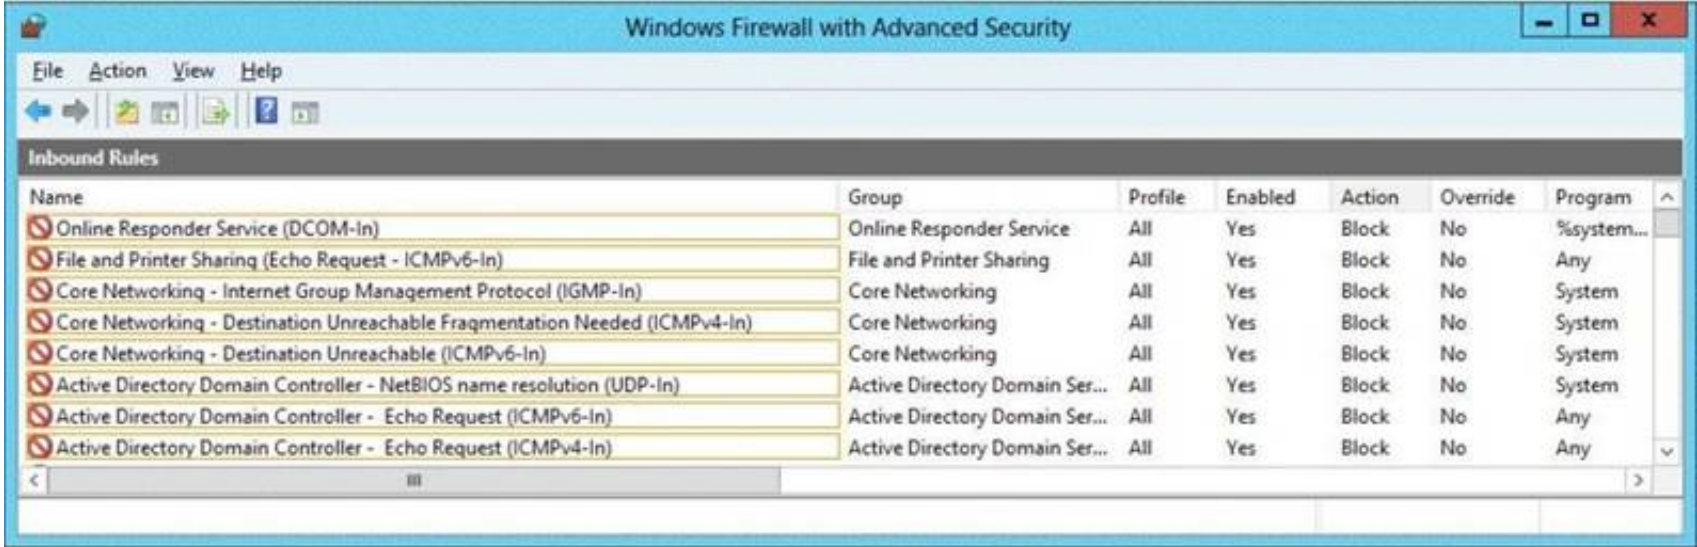 Windows Firewall with Advanced Security
File Action View Help
Inbound Rules
Name Group Profile Enabled Action Override Program
Online Responder Service (DCOM-In) Online Responder Service All Yes Block No %system...
File and Printer Sharing (Echo Request - ICMPv6-In) File and Printer Sharing All Yes Block No Any
Core Networking - Internet Group Management Protocol (IGMP-In) Core Networking All Yes Block No System
Core Networking - Destination Unreachable Fragmentation Needed (ICMPv4-In) Core Networking All Yes Block No System
Core Networking - Destination Unreachable (ICMPv6-In) Core Networking All Yes Block No System
Active Directory Domain Controller - NetBIOS name resolution (UDP-In) Active Directory Domain Ser... All Yes Block No System
Active Directory Domain Controller - Echo Request (ICMPv6-In) Active Directory Domain Ser... All Yes Block No Any
Active Directory Domain Controller - Echo Request (ICMPv4-In) Active Directory Domain Ser... All Yes Block No Any